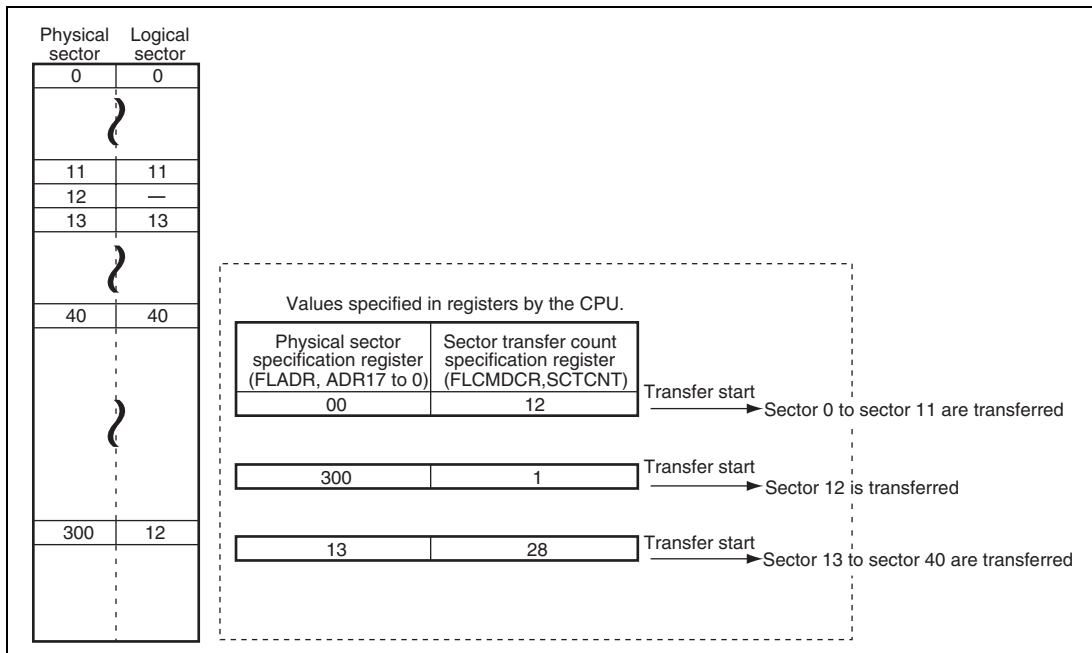 Physical sector Logical sector
0 0
11 11
12 —
13 13
40 40
300 12
Values specified in registers by the CPU.
Physical sector specification register (FLADR, ADR17 to 0) Sector transfer count specification register (FLCMDCR,SCTCNT)
00 12 Transfer start Sector 0 to sector 11 are transferred
300 1 Transfer start Sector 12 is transferred
13 28 Transfer start Sector 13 to sector 40 are transferred